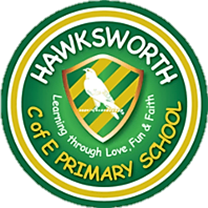 HAWKSWORTH
C of E PRIMARY SCHOOL
Learning through Love, Fun & Faith